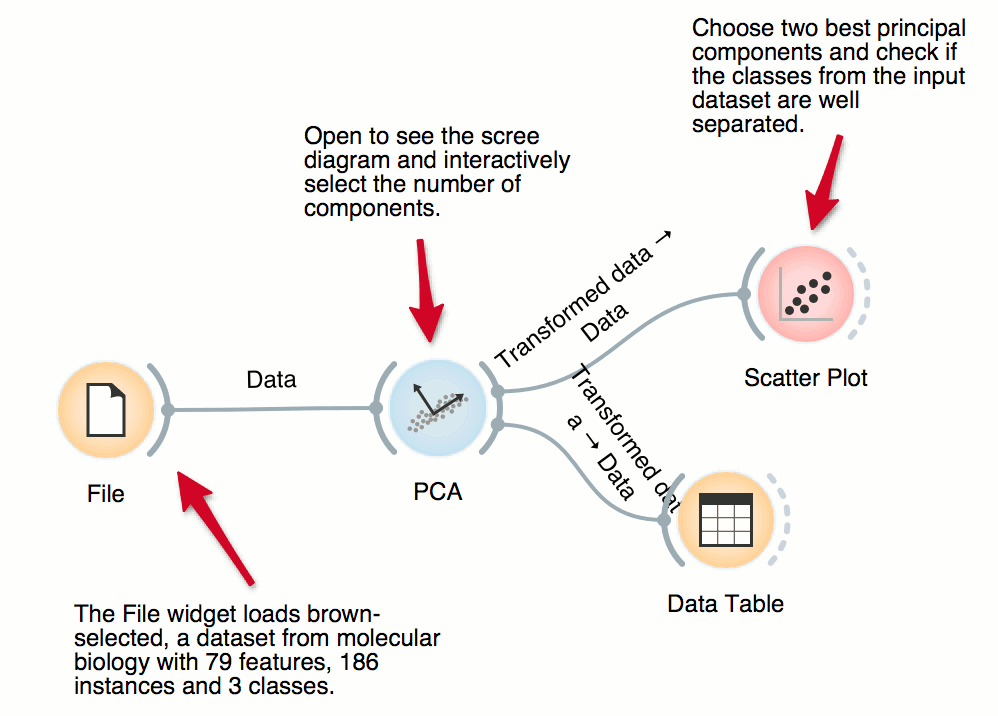 Choose two best principal
components and check if
the classes from the input
dataset are well
separated.
Open to see the scree
diagram and interactively
select the number of
components.
Transformed data →
Data
Data
Transformed dat
a → Data
Scatter Plot
File
PCA
Data Table
The File widget loads brown-
selected, a dataset from molecular
biology with 79 features, 186
instances and 3 classes.